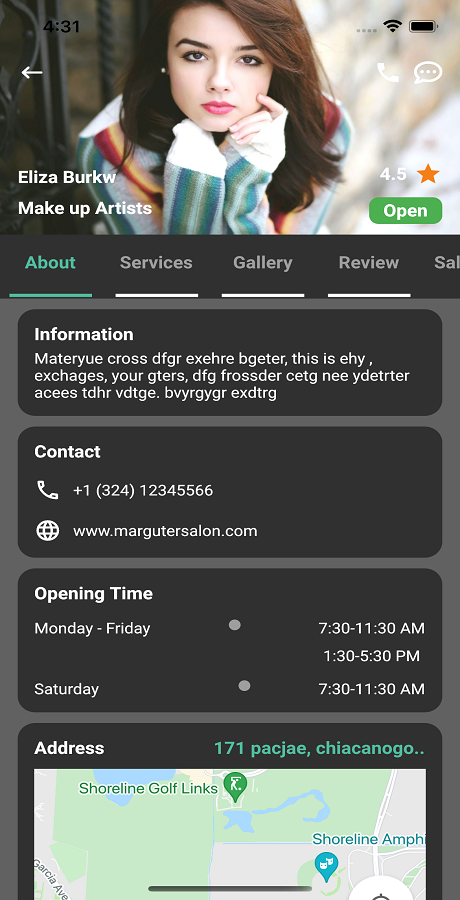 4:31
Eliza Burkw
4.5
Make up Artists
Open
About Services Gallery Review Sal
Information
Materyue cross dfgr exehre bgeter, this is ehy ,
exchages, your gters, dfg frossder cetg nee ydetrter
acees tdhr vdtge. bvyrgygr exdtrg
Contact
+1 (324) 12345566
www.margutersalon.com
Opening Time
Monday - Friday 7:30-11:30 AM
1:30-5:30 PM
Saturday 7:30-11:30 AM
Address 171 pacjae, chiacanogo..
Shoreline Golf Links
Shoreline Amphi
Garcia Ave